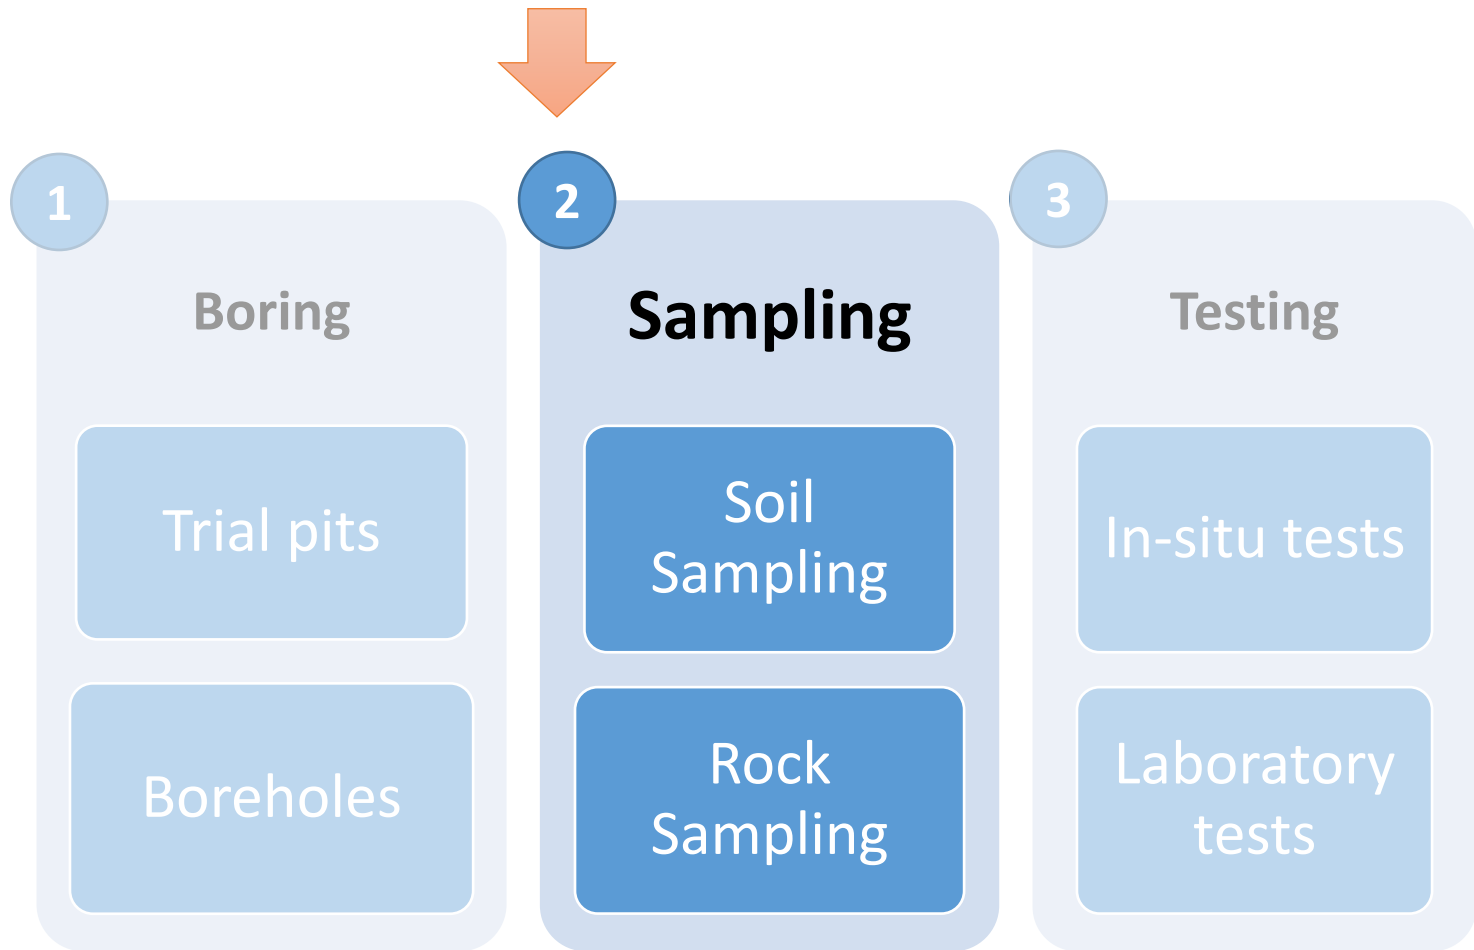 1
Boring
Trial pits
Boreholes
2
Sampling
Soil
Sampling
Rock
Sampling
3
Testing
In-situ tests
Laboratory
tests